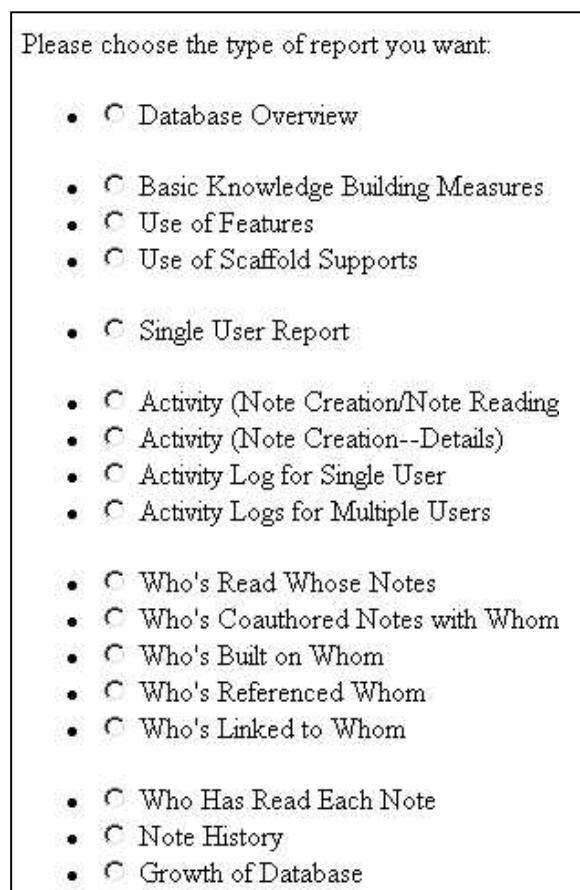 Please choose the type of report you want:
Database Overview
Basic Knowledge Building Measures
Use of Features
Use of Scaffold Supports
Single User Report
Activity (Note Creation/Note Reading
Activity (Note Creation--Details)
Activity Log for Single User
Activity Logs for Multiple Users
Who's Read Whose Notes
Who's Coauthored Notes with Whom
Who's Built on Whom
Who's Referenced Whom
Who's Linked to Whom
Who Has Read Each Note
Note History
Growth of Database